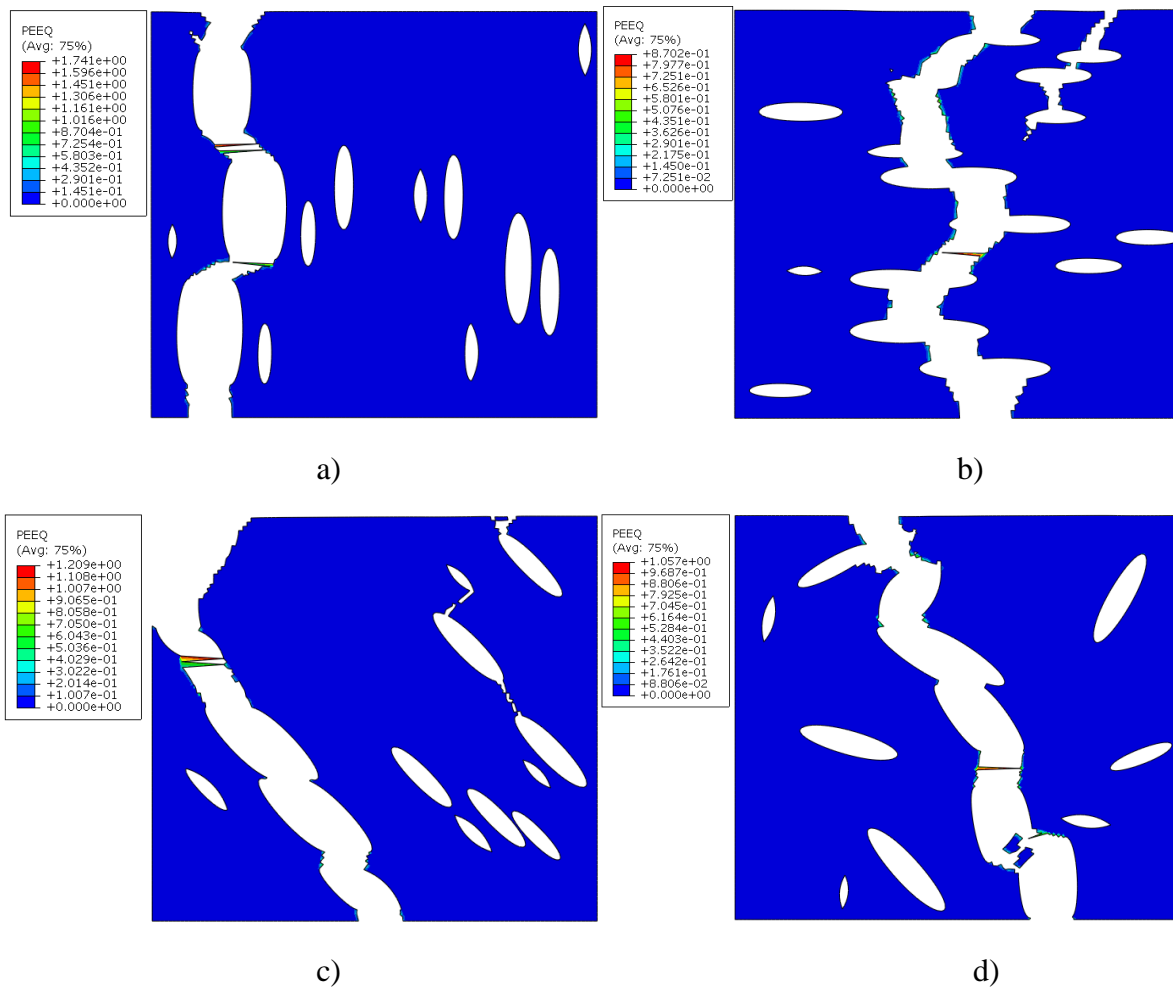 PEEQ
(Avg: 75%)
+1.741e+00
+1.596e+00
+1.451e+00
+1.306e+00
+1.161e+00
+1.016e+00
+8.704e-01
+7.254e-01
+5.803e-01
+4.352e-01
+2.901e-01
+1.451e-01
+0.000e+00
PEEQ
(Avg: 75%)
+8.702e-01
+7.977e-01
+7.251e-01
+6.526e-01
+5.801e-01
+5.076e-01
+4.351e-01
+3.626e-01
+2.901e-01
+2.175e-01
+1.450e-01
+7.251e-02
+0.000e+00
a)
b)
PEEQ
(Avg: 75%)
+1.209e+00
+1.108e+00
+1.007e+00
+9.065e-01
+8.058e-01
+7.050e-01
+6.043e-01
+5.036e-01
+4.029e-01
+3.022e-01
+2.014e-01
+1.007e-01
+0.000e+00
PEEQ
(Avg: 75%)
+1.057e+00
+9.687e-01
+8.806e-01
+7.925e-01
+7.045e-01
+6.164e-01
+5.284e-01
+4.403e-01
+3.522e-01
+2.642e-01
+1.761e-01
+8.806e-02
+0.000e+00
c)
d)